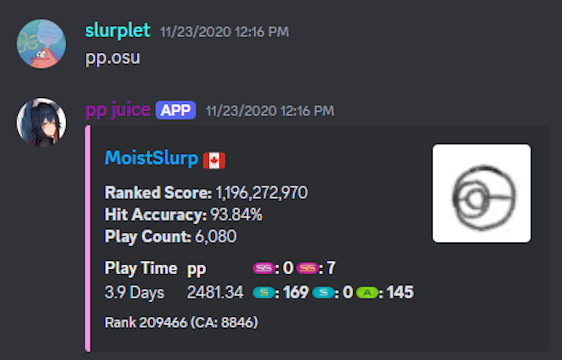 slurplet 11/23/2020 12:16 PM
pp.osu
pp juice APP 11/23/2020 12:16 PM
MoistSlurp
Ranked Score: 1,196,272,970
Hit Accuracy: 93.84%
Play Count: 6,080
Play Time pp SS: 0 SS: 7
3.9 Days 2481.34 S: 169 S: 0 A: 145
Rank 209466 (CA: 8846)